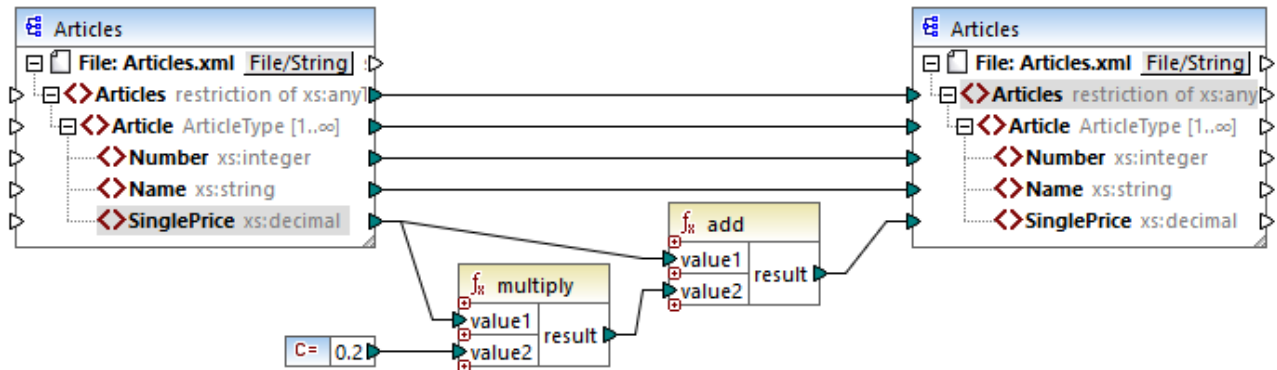 Articles
File: Articles.xml File/String
Articles restriction of xs:anyT
Article ArticleType [1..∞]
Number xs:integer
Name xs:string
SinglePrice xs:decimal
C= 0.2
fx multiply
value1
value2
result
fx add
value1
value2
result
Articles
File: Articles.xml File/String
Articles restriction of xs:any
Article ArticleType [1..∞]
Number xs:integer
Name xs:string
SinglePrice xs:decimal